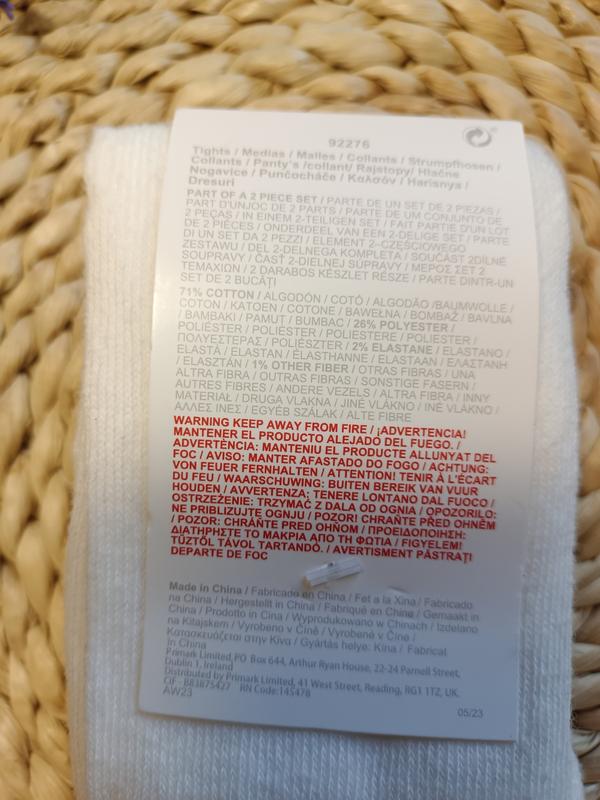 92276
Tights / Medias / Malles / Collants / Strumpfhosen /
Collants / Panty's /collant/ Rajstopy/ Hlačne
Nogavice / Punčocháče / Καλσόν / Harisnya /
Dresuri
PART OF A 2 PIECE SET / PARTE DE UN SET DE 2 PIEZAS /
PART D'UNJOC DE 2 PARTS / PARTE DE UM CONJUNTO DE
2 PEÇAS / IN EINEM 2-TEILIGEN SET / FAIT PARTIE D'UN LOT
DE 2 PIÈCES / ONDERDEEL VAN EEN 2-DELIGE SET / PARTE
DI UN SET DA 2 PEZZI / ELEMENT 2-CZĘŚCIOWEGO
ZESTAWU / DEL 2-DELNEGA KOMPLETA / SOUČÁST 2DÍLNÉ
SOUPRAVY / ČASŤ 2-DIELNEJ SÚPRAVY / ΜΕΡΟΣ ΣΕΤ 2
ΤΕΜΑΧΙΩΝ / 2 DARABOS KÉSZLET RÉSZE / PARTE DINTR-UN
SET DE 2 BUCĂȚI
71% COTTON / ALGODÓN / COTÓ / ALGODÃO /BAUMWOLLE /
COTON / KATOEN / COTONE / BAWEŁNA / BOMBAŽ / BAVLNA
/ BAMBAKI / PAMUT / BUMBAC / 26% POLYESTER /
POLIÉSTER / POLIÈSTER / POLIESTERE / POLIESTER /
ΠΟΛΥΕΣΤΕΡΑΣ / POLIÉSZTER / 2% ELASTANE / ELASTANO /
ELASTÀ / ELASTAN / ÉLASTHANNE / ELASTAAN / ΕΛΑΣΤΑΝΗ
/ ELASZTÁN / 1% OTHER FIBER / OTRAS FIBRAS / UNA
ALTRA FIBRA / OUTRAS FIBRAS / SONSTIGE FASERN /
AUTRES FIBRES / ANDERE VEZELS / ALTRA FIBRA / INNY
MATERIAŁ / DRUGA VLAKNA / JINÉ VLÁKNO / INÉ VLÁKNO /
ΑΛΛΕΣ ΙΝΕΣ / EGYÉB SZÁLAK / ALTE FIBRE
WARNING KEEP AWAY FROM FIRE / ¡ADVERTENCIA!
MANTENER EL PRODUCTO ALEJADO DEL FUEGO. /
ADVERTÈNCIA: MANTENIU EL PRODUCTE ALLUNYAT DEL
FOC / AVISO: MANTER AFASTADO DO FOGO / ACHTUNG:
VON FEUER FERNHALTEN / ATTENTION! TENIR À L'ÉCART
DU FEU / WAARSCHUWING: BUITEN BEREIK VAN VUUR
HOUDEN / AVVERTENZA: TENERE LONTANO DAL FUOCO /
OSTRZEŻENIE: TRZYMAĆ Z DALA OD OGNIA / OPOZORILO:
NE PRIBLIŽUJTE OGNJU / POZOR! CHRAŇTE PŘED OHNĚM
/ POZOR: CHRÁŇTE PRED OHŇOM / ΠΡΟΕΙΔΟΠΟΙΗΣΗ:
ΔΙΑΤΗΡΗΣΤΕ ΤΟ ΜΑΚΡΙΑ ΑΠΟ ΤΗ ΦΩΤΙΑ / FIGYELEM!
TŰZTŐL TÁVOL TARTANDÓ. / AVERTISMENT PĂSTRAȚI
DEPARTE DE FOC
Made in China / Fabricado en China / Fet a la Xina / Fabricado
na China / Hergestellt in China / Fabriqué en Chine / Gemaakt in
China / Prodotto in Cina / Wyprodukowano w Chinach / Izdelano
na Kitajskem / Vyrobeno v Číně / Vyrobené v Číne /
Κατασκευάζεται στην Κίνα / Gyártás helye: Kína / Fabricat
în China
Primark Limited,PO Box 644, Arthur Ryan House, 22-24 Parnell Street,
Dublin 1, Ireland
Distributed by Primark Limited, 41 West Street, Reading, RG1 1TZ, UK.
CIF - B83875427 RN Code:145478
AW23
05/23